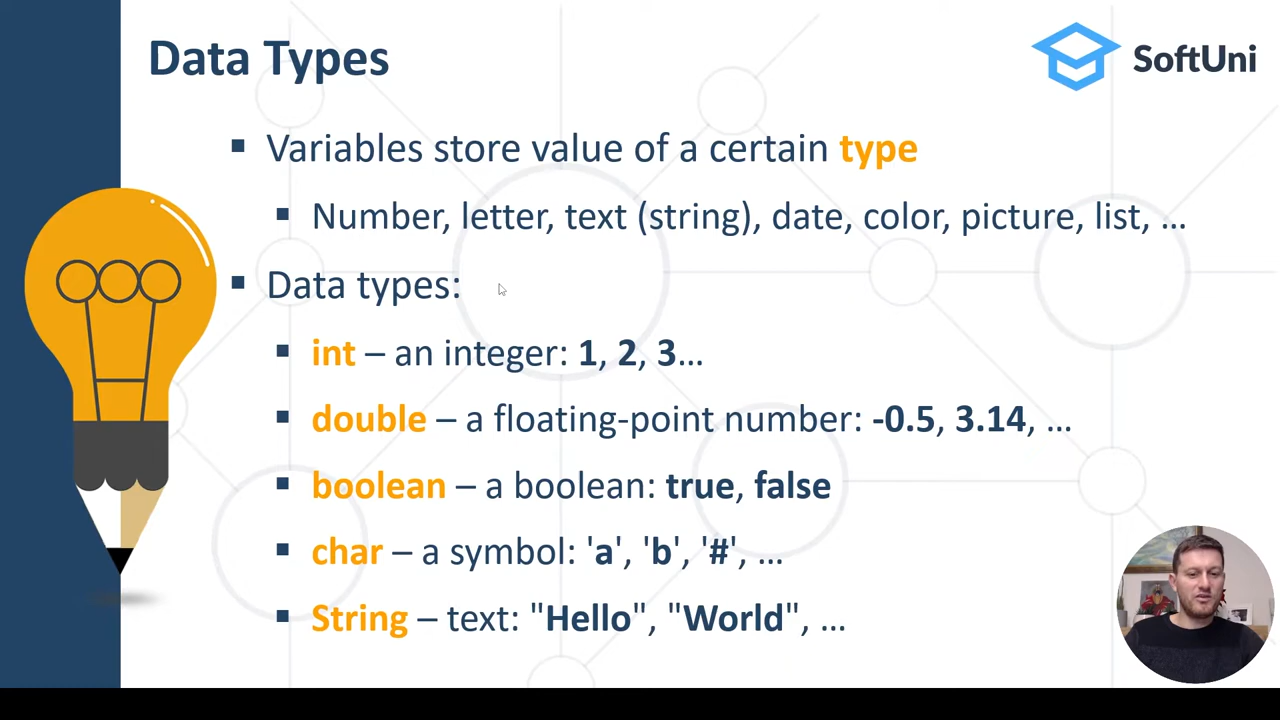 Data Types
SoftUni
▪ Variables store value of a certain type
▪ Number, letter, text (string), date, color, picture, list, …
▪ Data types:
▪ int – an integer: 1, 2, 3…
▪ double – a floating-point number: -0.5, 3.14, …
▪ boolean – a boolean: true, false
▪ char – a symbol: 'a', 'b', '#', …
▪ String – text: "Hello", "World", …